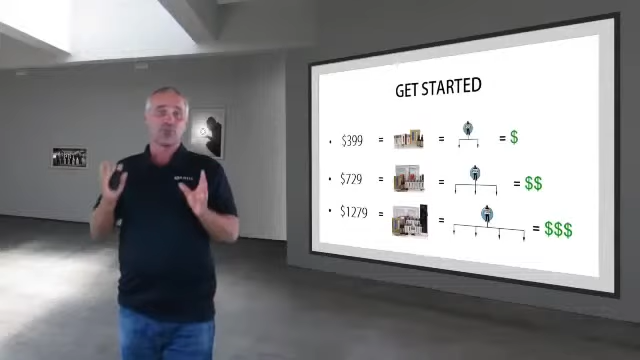 GET STARTED
• $399 = = = $
• $729 = = = $$
• $1279 = = = $$$